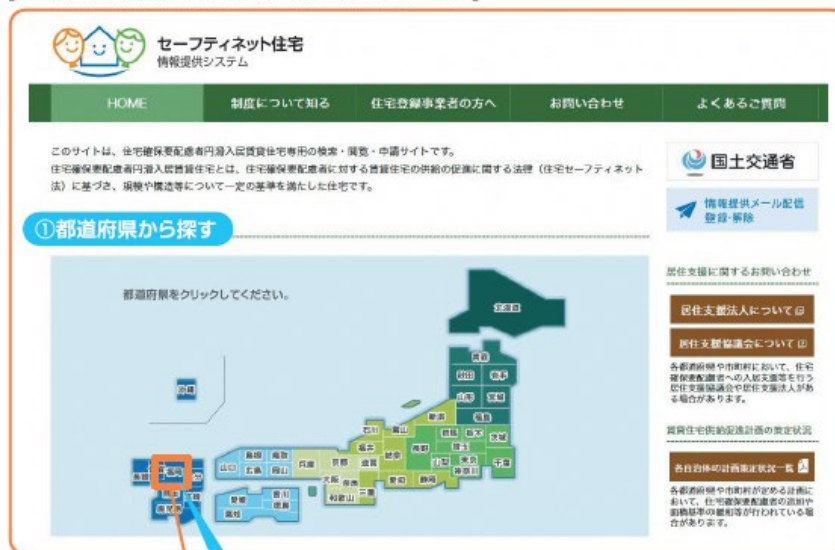 セーフティネット住宅
情報提供システム
HOME
制度について知る
住宅登録事業者の方へ
お問い合わせ
よくあるご質問
このサイトは、住宅確保要配慮者円滑入居賃貸住宅専用の検索・閲覧・申請サイトです。
住宅確保要配慮者円滑入居賃貸住宅とは、住宅確保要配慮者に対する賃貸住宅の供給の促進に関する法律（住宅セーフティネット
法）に基づき、規模や構造等について一定の基準を満たした住宅です。
国土交通省
情報提供メール配信
登録・解除
①都道府県から探す
都道府県をクリックしてください。
北海道
青森
秋田 岩手
山形 宮城
福島
新潟
群馬 栃木 茨城
埼玉
長野
山梨 東京
神奈川
千葉
石川 富山
福井
岐阜
愛知 静岡
京都 滋賀
兵庫
大阪 奈良
和歌山
三重
島根 鳥取
山口 広島 岡山
愛媛 香川
高知 徳島
福岡
沖縄
居住支援に関するお問い合わせ
居住支援法人について
居住支援協議会について
各都道府県や市町村において、住宅
確保要配慮者への入居支援等を行う
居住支援協議会や居住支援法人があ
る場合があります。
賃貸住宅供給促進計画の策定状況
各自治体の計画策定状況一覧
各都道府県や市町村が定める計画に
おいて、住宅確保要配慮者の追加や
面積基準の緩和等が行われている場
合があります。